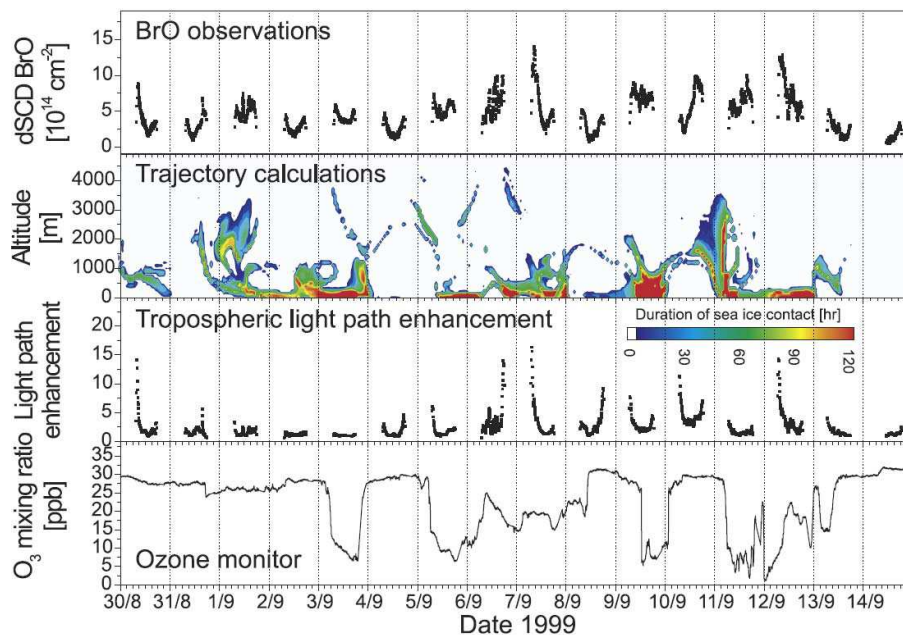 BrO observations
dSCD BrO
[10^14 cm^-2]
15
10
5
0
Trajectory calculations
Altitude
[m]
4000
3000
2000
1000
0
Tropospheric light path enhancement
Duration of sea ice contact [hr]
0 30 60 90 120
Light path
enhancement
20
15
10
5
0
O₃ mixing ratio
[ppb]
35
30
25
20
15
10
5
0
Ozone monitor
30/8 31/8 1/9 2/9 3/9 4/9 5/9 6/9 7/9 8/9 9/9 10/9 11/9 12/9 13/9 14/9
Date 1999